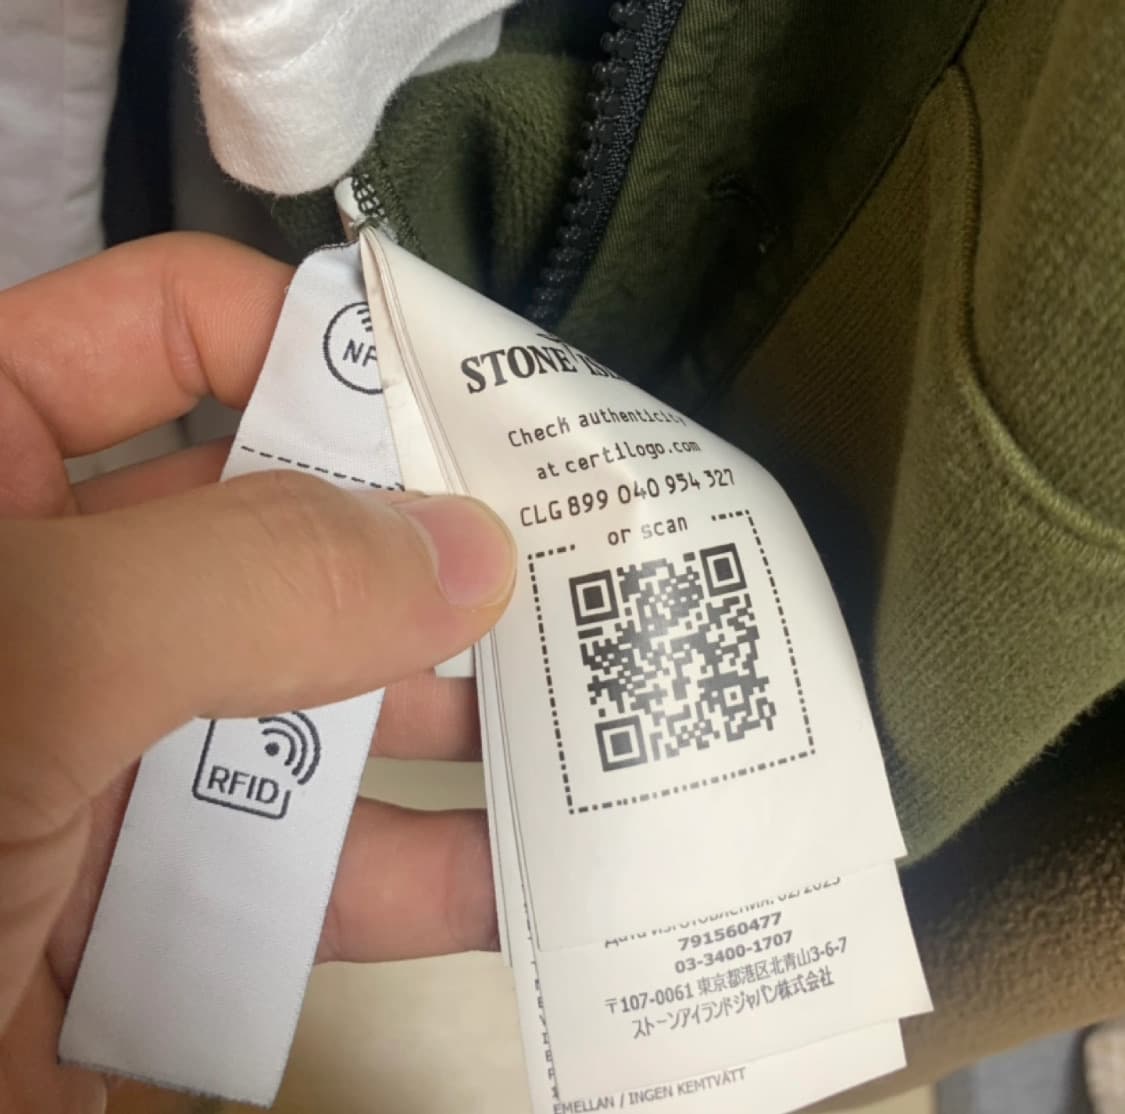 STONE
Check authenticity
at certilogo.com
CLG 899 040 954 327
or scan
RFID
791560477
03-3400-1707
〒107-0061 東京都港区北青山3-6-7
ストーンアイランドジャパン株式会社
EMELLAN / INGEN KEMTVÄTT